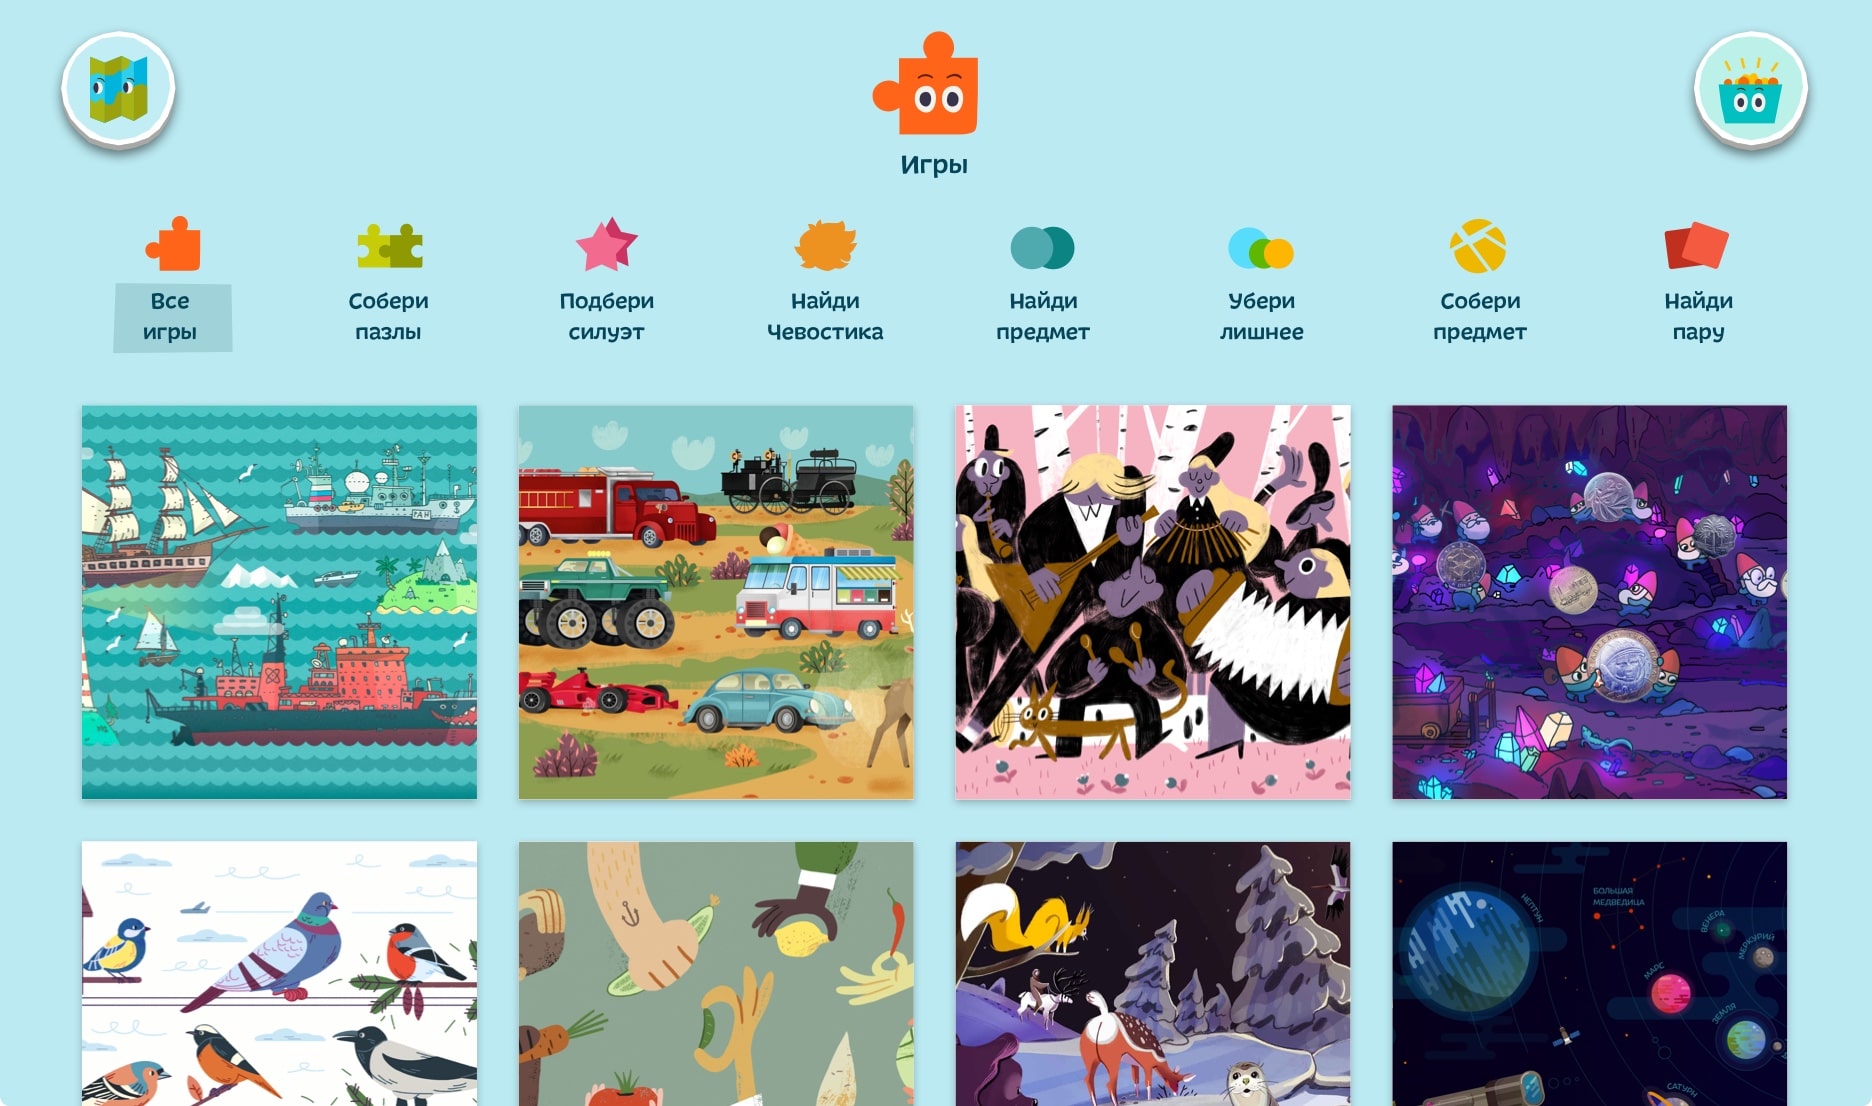 Игры
Все
игры
Собери
пазлы
Подбери
силуэт
Найди
Чевостика
Найди
предмет
Убери
лишнее
Собери
предмет
Найди
пару
РАН
НЕПТУН
БОЛЬШАЯ
МЕДВЕДИЦА
ВЕНЕРА
МЕРКУРИЙ
МАРС
ЗЕМЛЯ
САТУРН